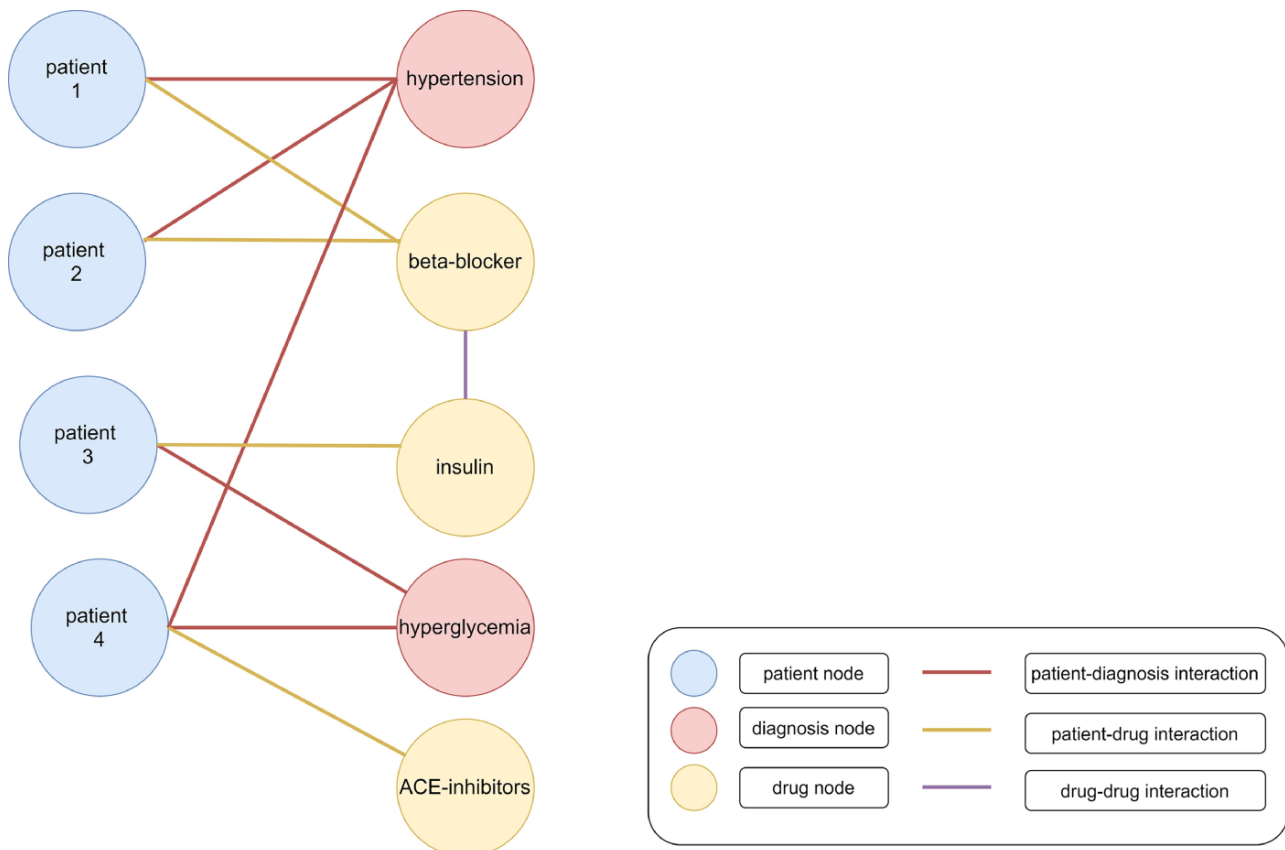 patient
1
hypertension
patient
2
beta-blocker
patient
3
insulin
patient
4
hyperglycemia
ACE-inhibitors
patient node
patient-diagnosis interaction
diagnosis node
patient-drug interaction
drug node
drug-drug interaction